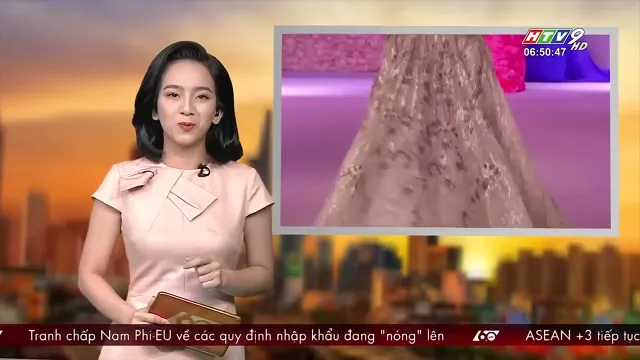 HTV9 HD
06:50:47
Tranh chấp Nam Phi-EU về các quy định nhập khẩu đang "nóng" lên
ASEAN +3 tiếp tục